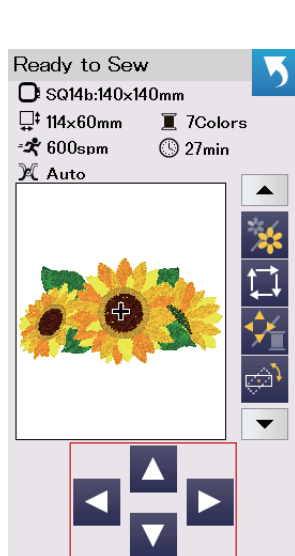 Ready to Sew
SQ14b:140x140mm
114x60mm 7Colors
600spm 27min
Auto